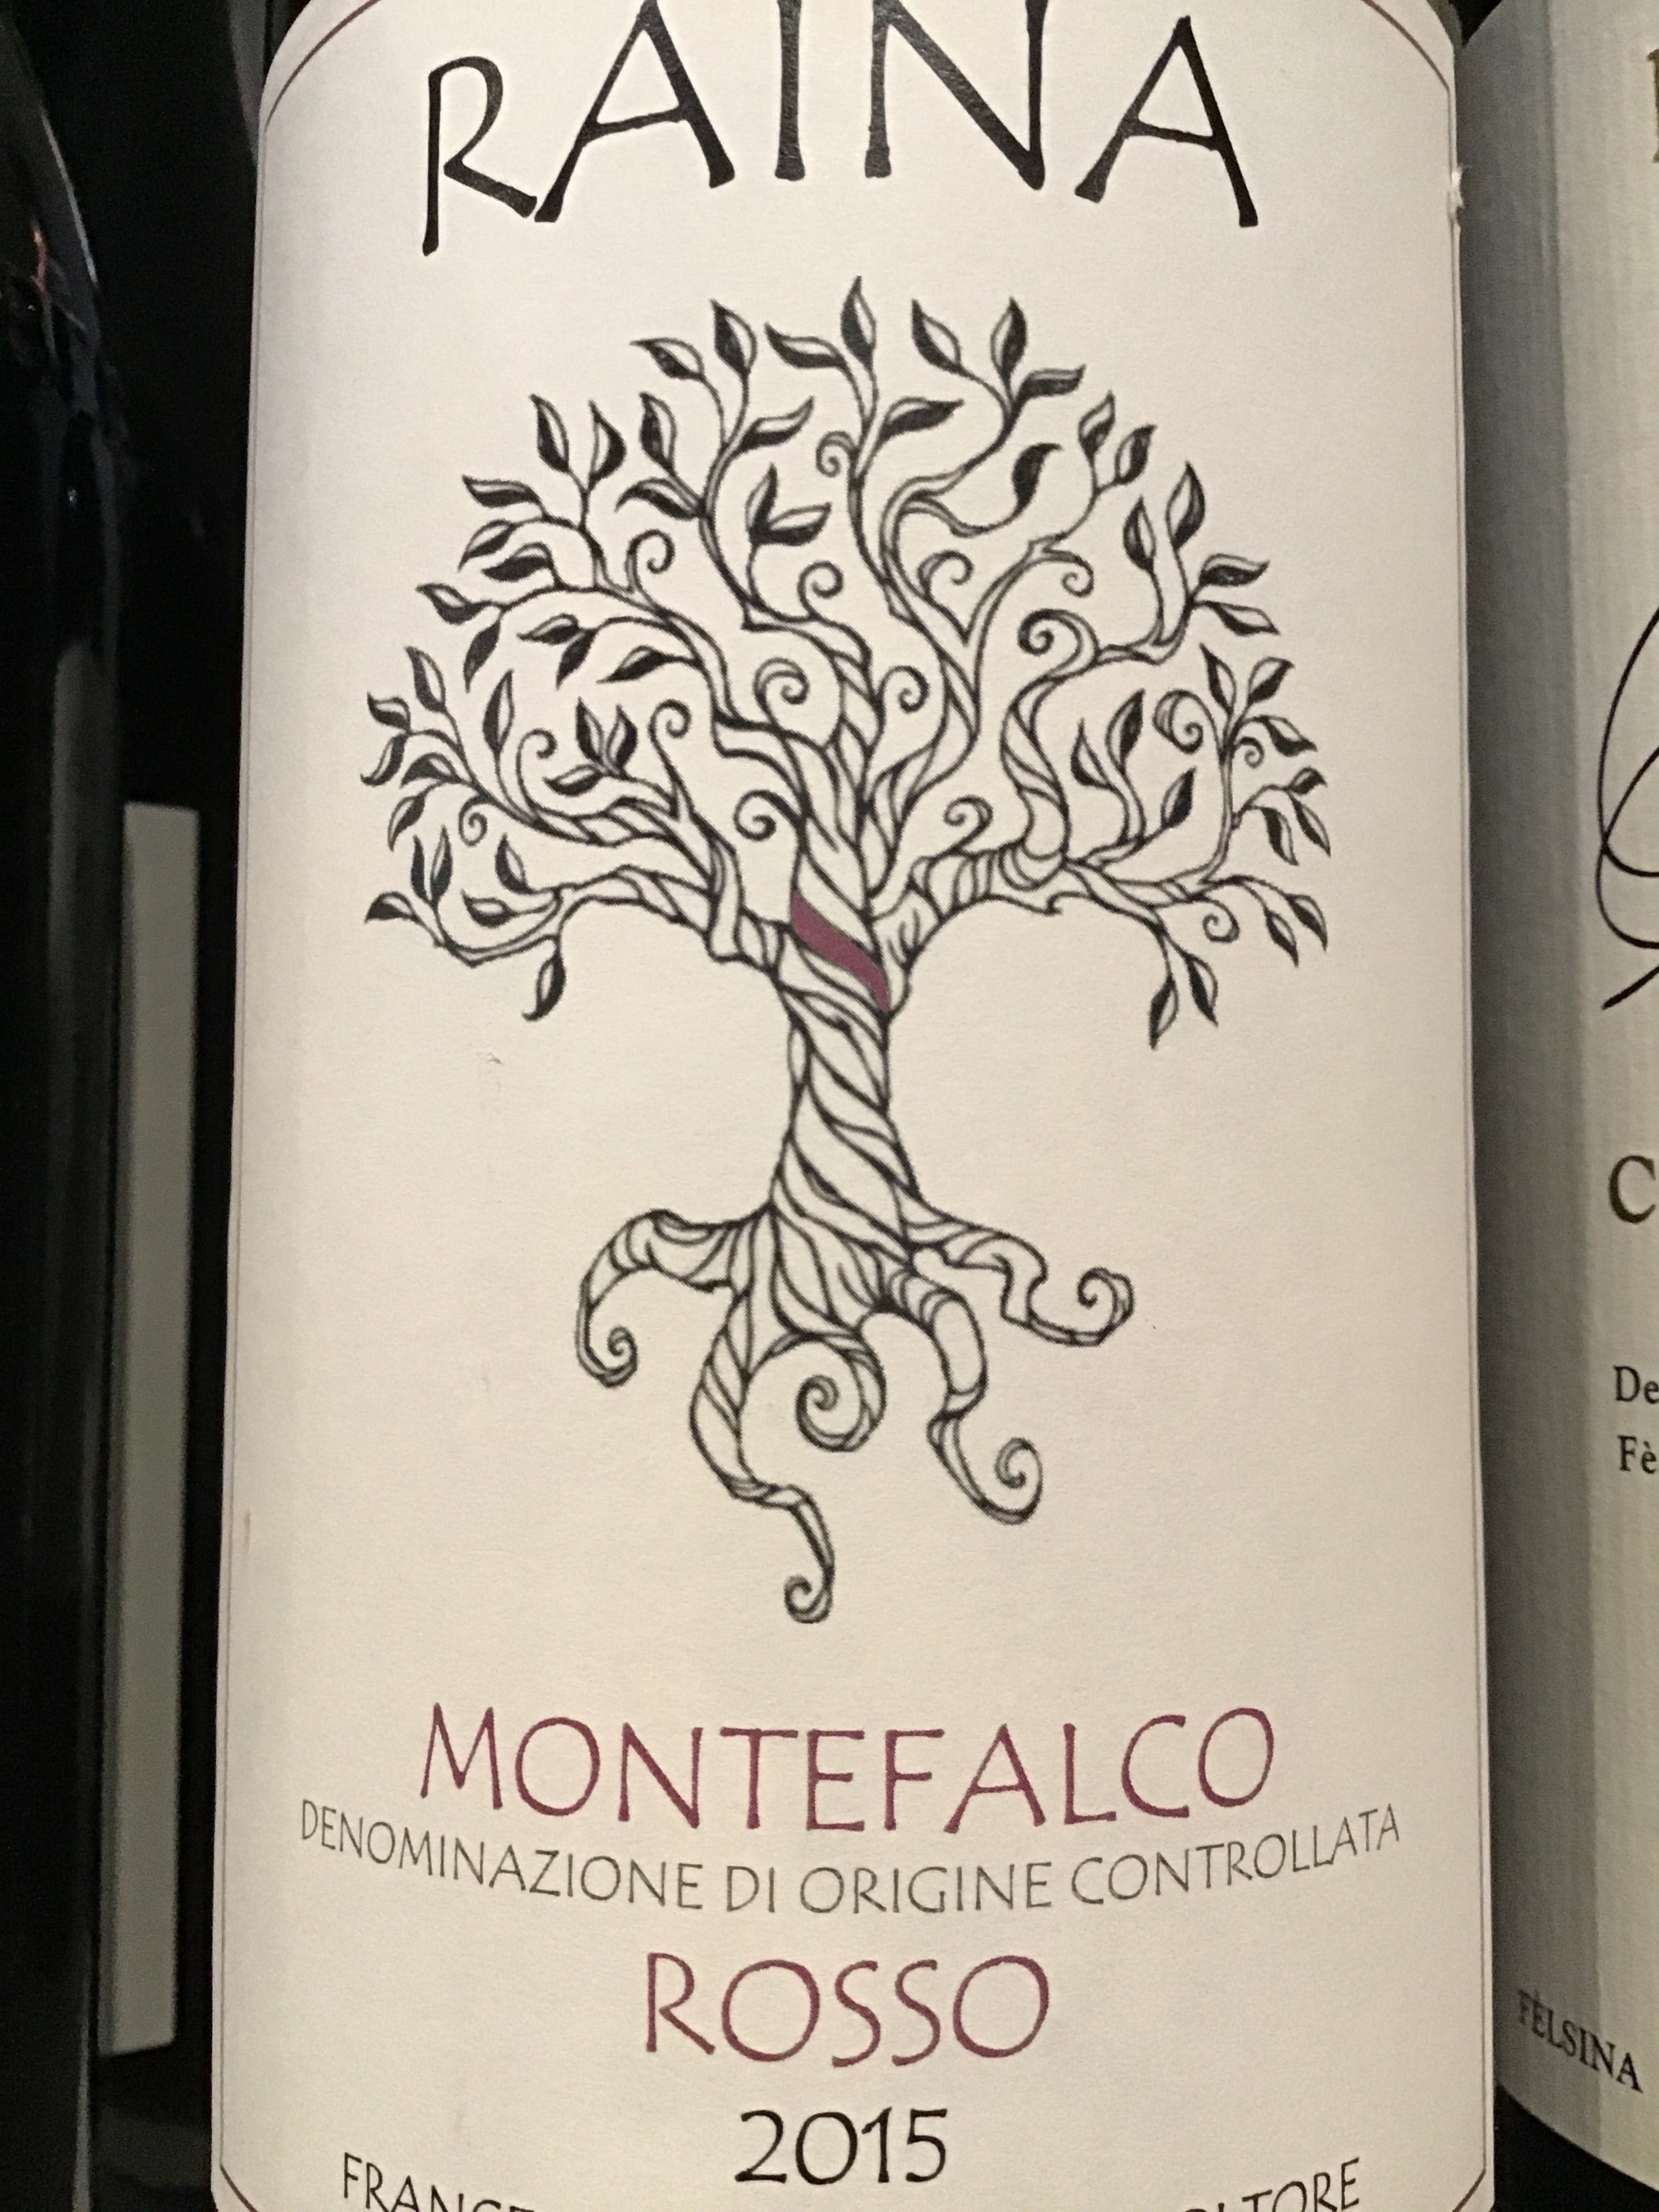 RAINA
MONTEFALCO
DENOMINAZIONE DI ORIGINE CONTROLLATA
ROSSO
2015
De
Fè
FÈLSINA